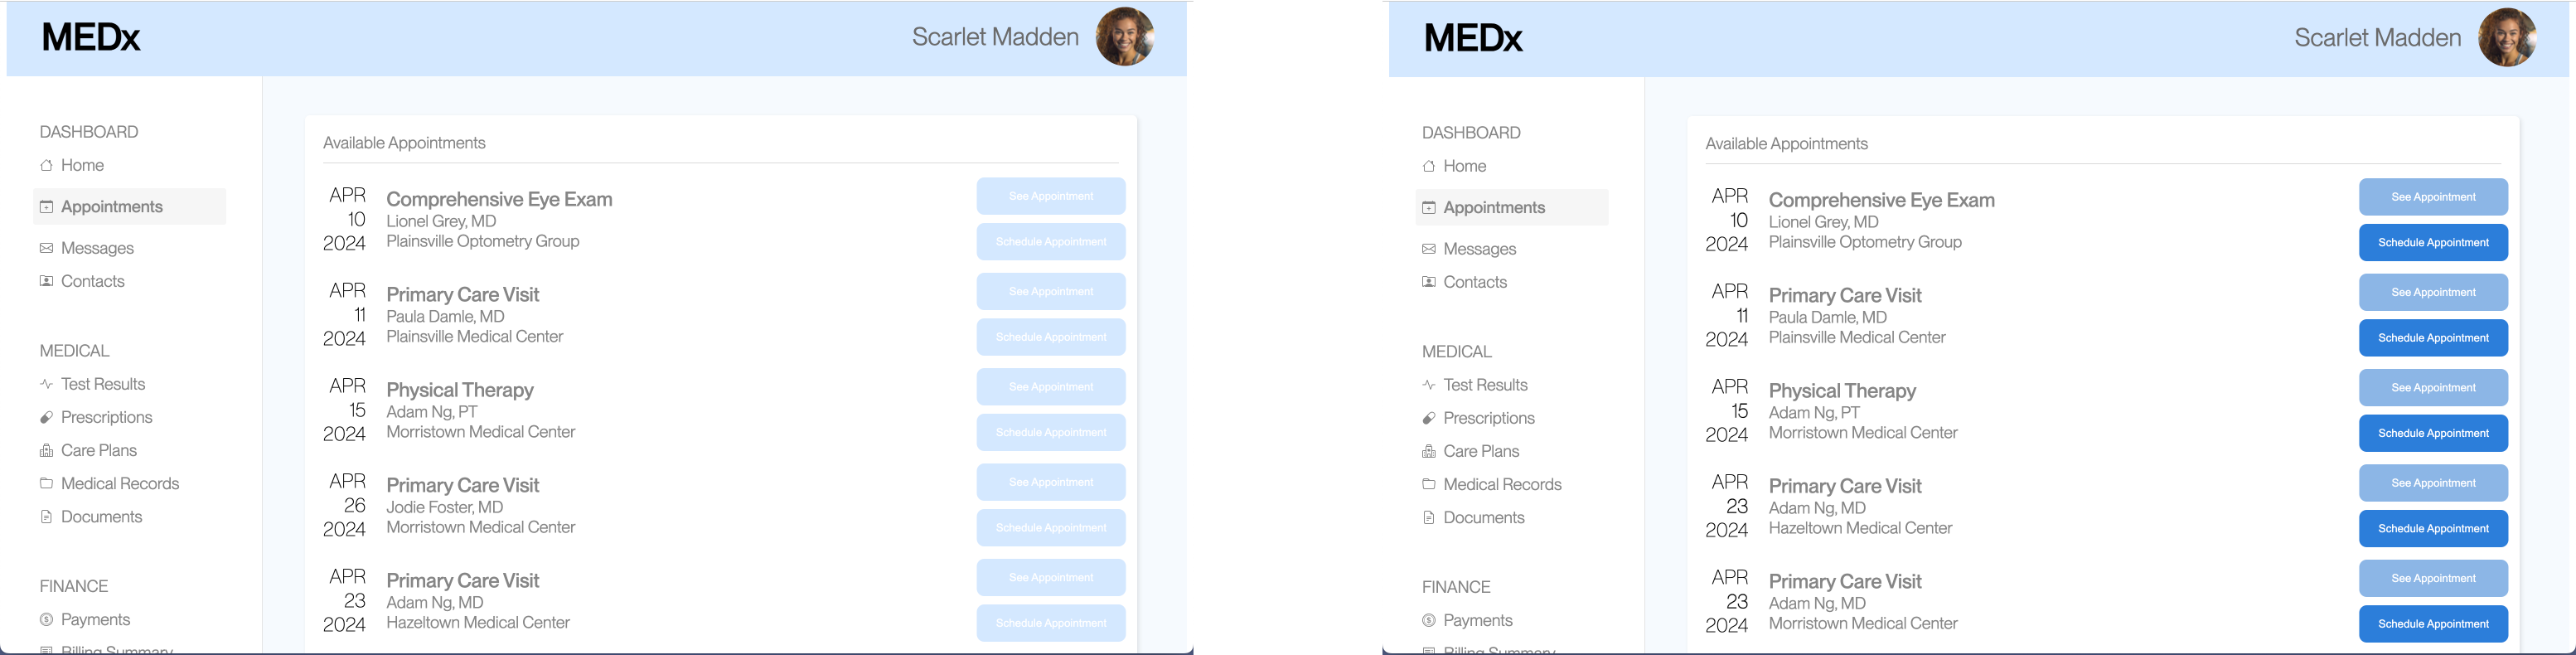 MEDx
Scarlet Madden
DASHBOARD
Home
Appointments
Messages
Contacts
MEDICAL
Test Results
Prescriptions
Care Plans
Medical Records
Documents
FINANCE
Payments
Billing Summary
Available Appointments
APR
10
2024
Comprehensive Eye Exam
Lionel Grey, MD
Plainsville Optometry Group
See Appointment
Schedule Appointment
APR
11
2024
Primary Care Visit
Paula Damle, MD
Plainsville Medical Center
See Appointment
Schedule Appointment
APR
15
2024
Physical Therapy
Adam Ng, PT
Morristown Medical Center
See Appointment
Schedule Appointment
APR
26
2024
Primary Care Visit
Jodie Foster, MD
Morristown Medical Center
See Appointment
Schedule Appointment
APR
23
2024
Primary Care Visit
Adam Ng, MD
Hazeltown Medical Center
See Appointment
Schedule Appointment
MEDx
Scarlet Madden
DASHBOARD
Home
Appointments
Messages
Contacts
MEDICAL
Test Results
Prescriptions
Care Plans
Medical Records
Documents
FINANCE
Payments
Billing Summary
Available Appointments
APR
10
2024
Comprehensive Eye Exam
Lionel Grey, MD
Plainsville Optometry Group
See Appointment
Schedule Appointment
APR
11
2024
Primary Care Visit
Paula Damle, MD
Plainsville Medical Center
See Appointment
Schedule Appointment
APR
15
2024
Physical Therapy
Adam Ng, PT
Morristown Medical Center
See Appointment
Schedule Appointment
APR
23
2024
Primary Care Visit
Adam Ng, MD
Hazeltown Medical Center
See Appointment
Schedule Appointment
APR
23
2024
Primary Care Visit
Adam Ng, MD
Morristown Medical Center
See Appointment
Schedule Appointment